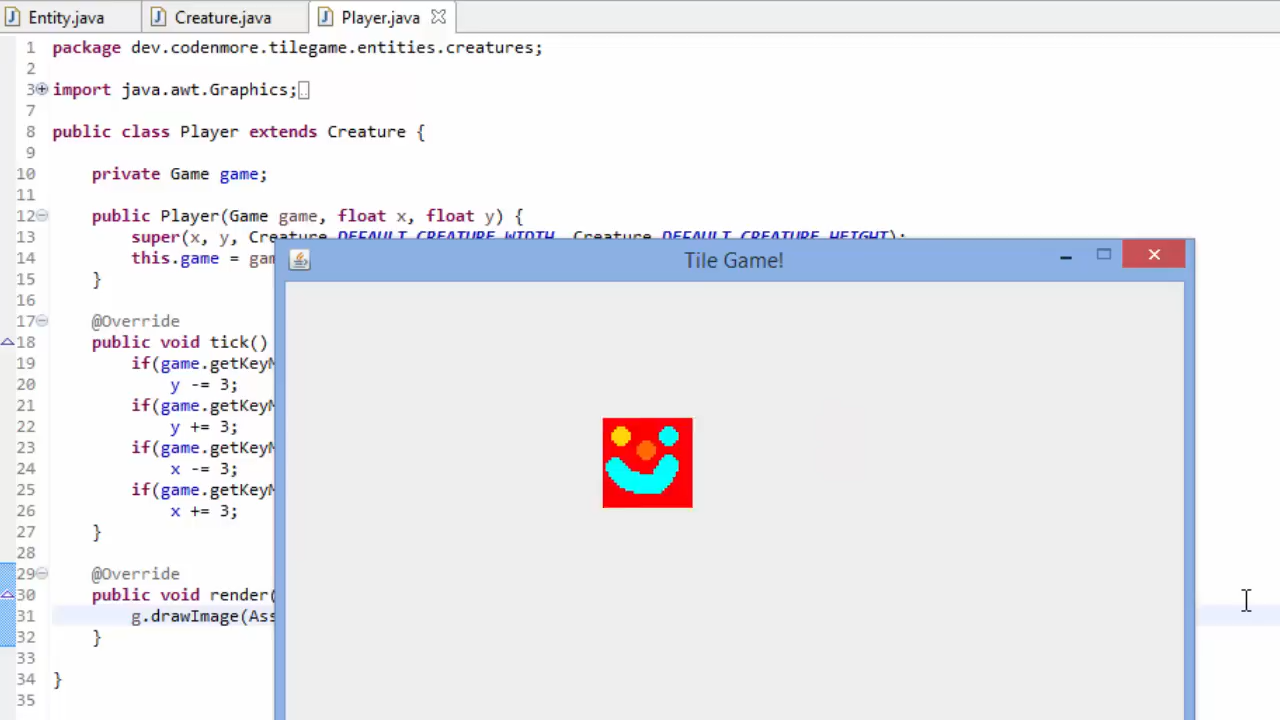 Entity.java Creature.java Player.java
1 package dev.codenmore.tilegame.entities.creatures;
2
3 import java.awt.Graphics;
7
8 public class Player extends Creature {
9
10 private Game game;
11
12 public Player(Game game, float x, float y) {
13 super(x, y, Creature.DEFAULT_CREATURE_WIDTH, Creature.DEFAULT_CREATURE_HEIGHT);
14 this.game = gam
15 }
16
17 @Override
18 public void tick()
19 if(game.getKeyM
20 y -= 3;
21 if(game.getKeyM
22 y += 3;
23 if(game.getKeyM
24 x -= 3;
25 if(game.getKeyM
26 x += 3;
27 }
28
29 @Override
30 public void render(
31 g.drawImage(Ass
32 }
33
34 }
35
Tile Game!